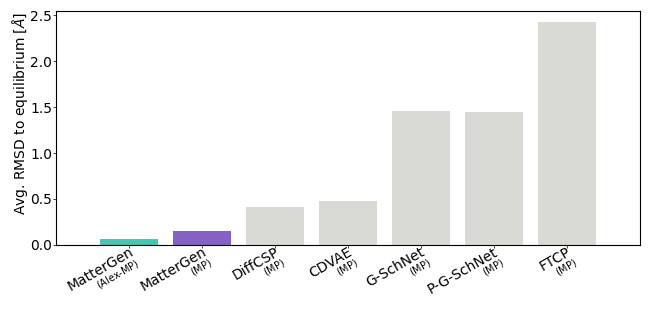 Avg. RMSD to equilibrium [Å]
2.5
2.0
1.5
1.0
0.5
0.0
MatterGen
(Alex-MP)
MatterGen
(MP)
DiffCSP
(MP)
CDVAE
(MP)
G-SchNet
(MP)
P-G-SchNet
(MP)
FTCP
(MP)